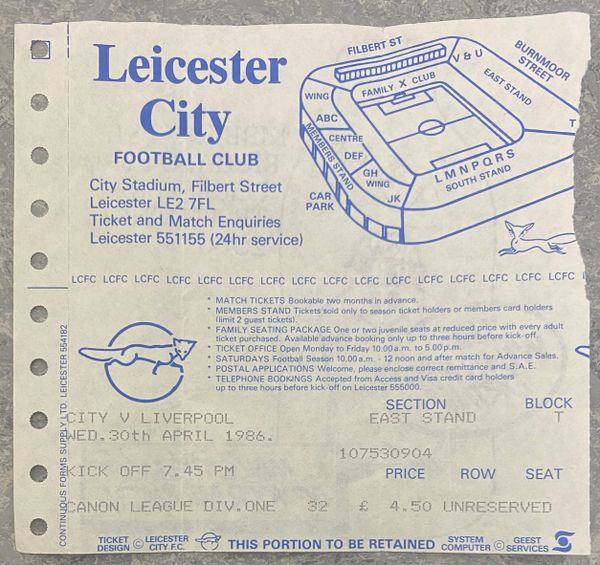 Leicester
City
FOOTBALL CLUB
City Stadium, Filbert Street
Leicester LE2 7FL
Ticket and Match Enquiries
Leicester 551155 (24hr service)
FILBERT ST
V & U
BURNMOOR
STREET
EAST STAND
FAMILY X CLUB
WING
ABC
T
CENTRE
MEMBERS STAND
DEF
GH
WING
JK
L M N P Q R S
SOUTH STAND
CAR
PARK
LCFC LCFC LCFC LCFC LCFC LCFC LCFC LCFC LCFC LCFC LCFC LCFC LCFC LCFC LCFC LCFC
* MATCH TICKETS Bookable two months in advance.
* MEMBERS STAND Tickets sold only to season ticket holders or members card holders
(limit 2 guest tickets).
* FAMILY SEATING PACKAGE One or two juvenile seats at reduced price with every adult
ticket purchased. Available advance booking only up to three hours before kick-off.
* TICKET OFFICE Open Monday to Friday 10.00 a.m. to 5.00 p.m.
* SATURDAYS Football Season 10.00 a.m. - 12 noon and after match for Advance Sales.
* POSTAL APPLICATIONS Welcome, please enclose correct remittance and S.A.E.
* TELEPHONE BOOKINGS Accepted from Access and Visa credit card holders
up to three hours before kick-off on Leicester 555000.
CONTINUOUS FORMS SUPPLY LTD LEICESTER 554182
SECTION BLOCK
CITY V LIVERPOOL EAST STAND T
WED.30th APRIL 1986.
107530904
KICK OFF 7.45 PM PRICE ROW SEAT
CANON LEAGUE DIV.ONE 32 £ 4.50 UNRESERVED
TICKET DESIGN © LEICESTER CITY F.C. THIS PORTION TO BE RETAINED SYSTEM COMPUTER © GEEST SERVICES